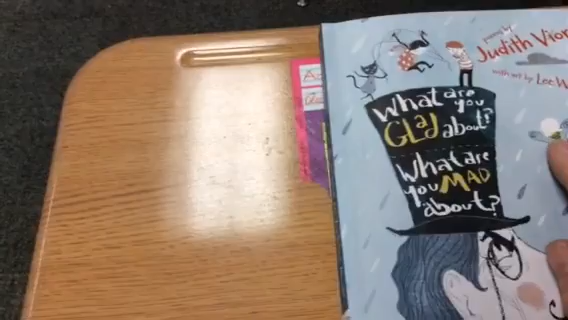 poems by
Judith Vior
with art by Lee W
What are
you
Glad about?
What are
you MAD
about?